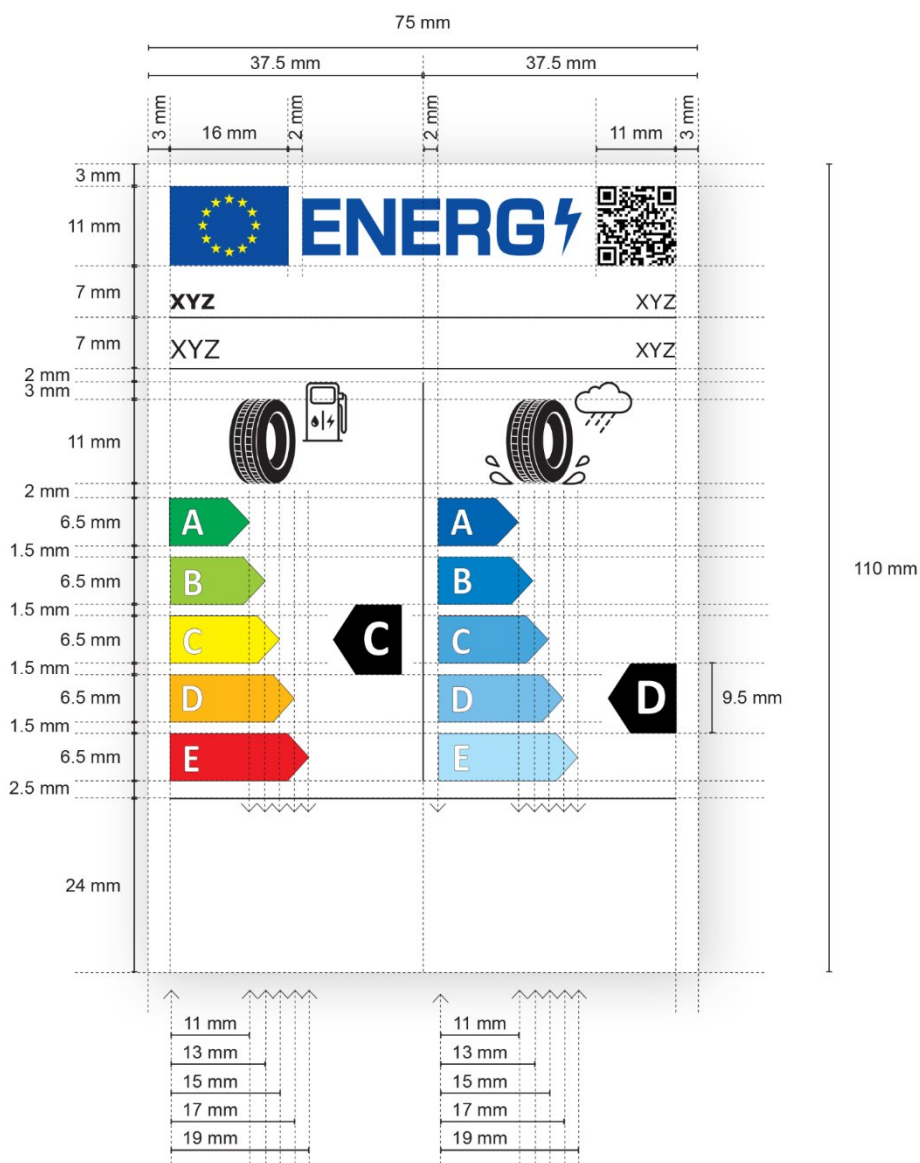 75 mm
37.5 mm 37.5 mm
3 mm 16 mm 2 mm 2 mm 11 mm 3 mm
3 mm
11 mm ENERG
7 mm XYZ XYZ
7 mm XYZ XYZ
2 mm
3 mm
11 mm
2 mm
6.5 mm A A
1.5 mm
6.5 mm B B 110 mm
1.5 mm
6.5 mm C C C
1.5 mm
6.5 mm D D D 9.5 mm
1.5 mm
6.5 mm E E
2.5 mm
24 mm
11 mm 11 mm
13 mm 13 mm
15 mm 15 mm
17 mm 17 mm
19 mm 19 mm